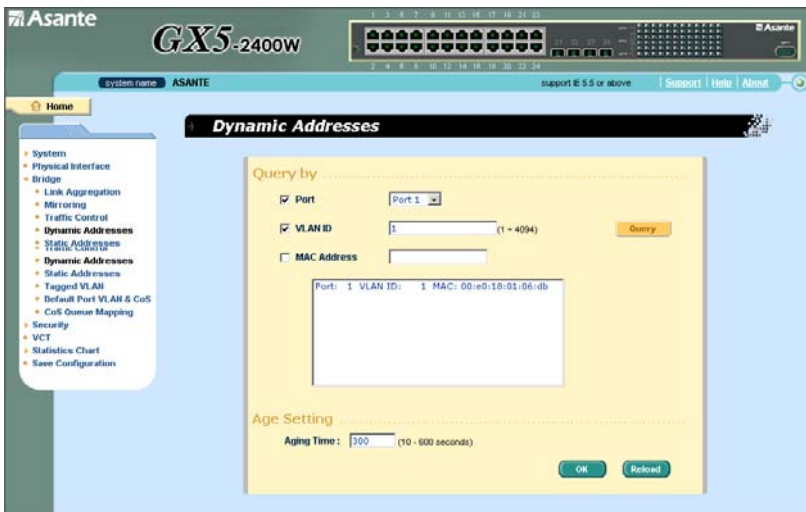 Asante
GX5-2400W
Asante
system name ASANTE
support IE 5.5 or above
Support | Help | About
Home
Dynamic Addresses
System
Physical Interface
Bridge
Link Aggregation
Mirroring
Traffic Control
Dynamic Addresses
Static Addresses
Traffic Control
Dynamic Addresses
Static Addresses
Tagged VLAN
Default Port VLAN & CoS
CoS Queue Mapping
Security
VCT
Statistics Chart
Save Configuration
Query by
Port Port 1
VLAN ID 1 (1 ~ 4094)
Query
MAC Address
Port: 1 VLAN ID: 1 MAC: 00:e0:18:01:06:db
Age Setting
Aging Time : 300 (10 - 600 seconds)
OK Reload